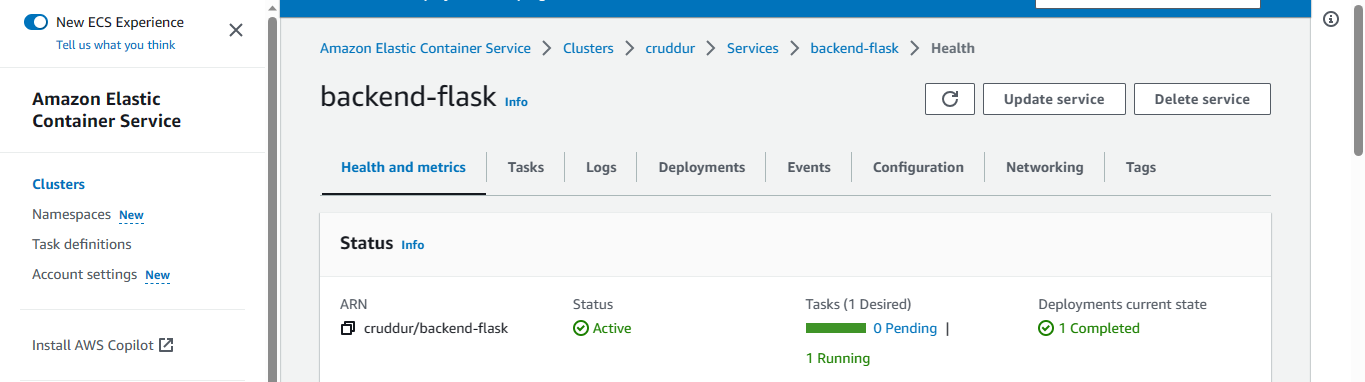 New ECS Experience
Tell us what you think
Amazon Elastic
Container Service
Clusters
Namespaces New
Task definitions
Account settings New
Install AWS Copilot
Amazon Elastic Container Service > Clusters > cruddur > Services > backend-flask > Health
backend-flask Info
Update service
Delete service
Health and metrics
Tasks
Logs
Deployments
Events
Configuration
Networking
Tags
Status Info
ARN
cruddur/backend-flask
Status
Active
Tasks (1 Desired)
0 Pending |
1 Running
Deployments current state
1 Completed